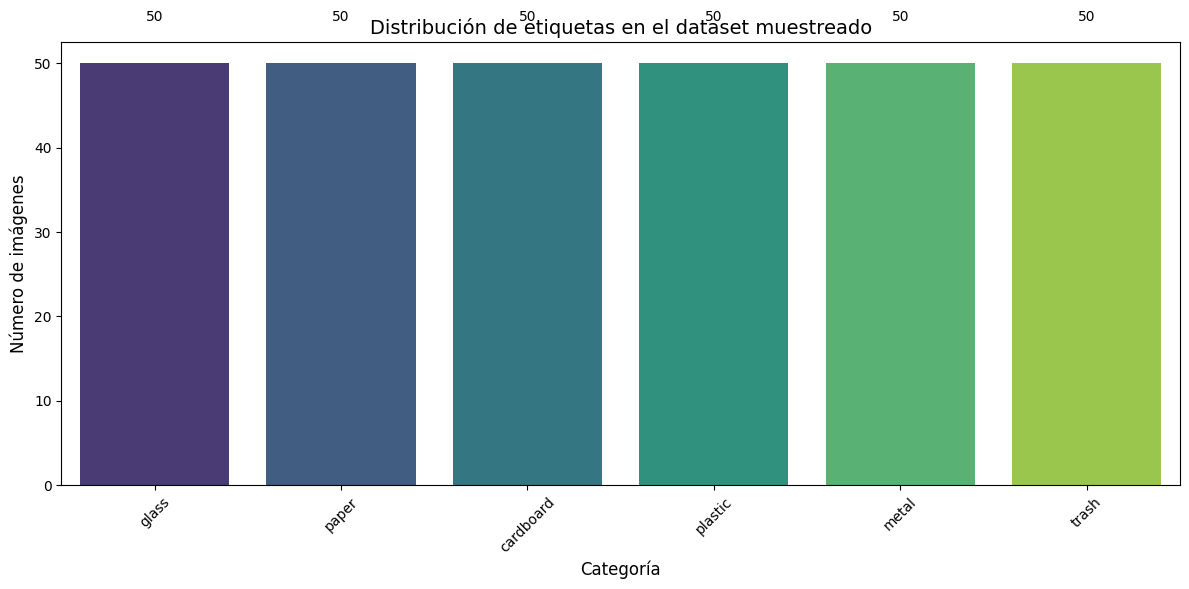 50 50 50 50 50 50
Distribución de etiquetas en el dataset muestreado
Número de imágenes
50
40
30
20
10
0
glass paper cardboard plastic metal trash
Categoría